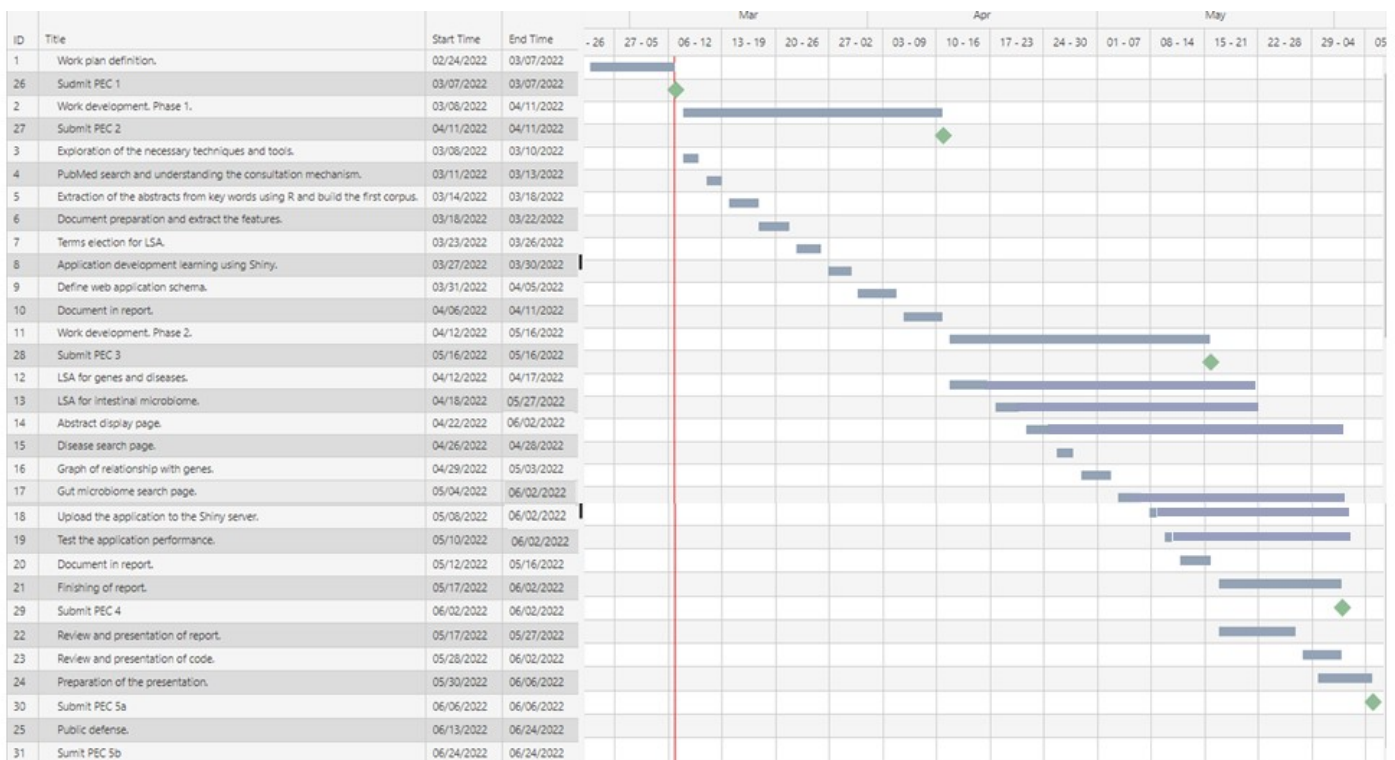 Mar Apr May
ID Title Start Time End Time - 26 27 - 05 06 - 12 13 - 19 20 - 26 27 - 02 03 - 09 10 - 16 17 - 23 24 - 30 01 - 07 08 - 14 15 - 21 22 - 28 29 - 04 05
1 Work plan definition. 02/24/2022 03/07/2022
26 Sudmit PEC 1 03/07/2022 03/07/2022
2 Work development. Phase 1. 03/08/2022 04/11/2022
27 Submit PEC 2 04/11/2022 04/11/2022
3 Exploration of the necessary techniques and tools. 03/08/2022 03/10/2022
4 PubMed search and understanding the consultation mechanism. 03/11/2022 03/13/2022
5 Extraction of the abstracts from key words using R and build the first corpus. 03/14/2022 03/18/2022
6 Document preparation and extract the features. 03/18/2022 03/22/2022
7 Terms election for LSA. 03/23/2022 03/26/2022
8 Application development learning using Shiny. 03/27/2022 03/30/2022
9 Define web application schema. 03/31/2022 04/05/2022
10 Document in report. 04/06/2022 04/11/2022
11 Work development. Phase 2. 04/12/2022 05/16/2022
28 Submit PEC 3 05/16/2022 05/16/2022
12 LSA for genes and diseases. 04/12/2022 04/17/2022
13 LSA for intestinal microbiome. 04/18/2022 05/27/2022
14 Abstract display page. 04/22/2022 06/02/2022
15 Disease search page. 04/26/2022 04/28/2022
16 Graph of relationship with genes. 04/29/2022 05/03/2022
17 Gut microbiome search page. 05/04/2022 06/02/2022
18 Upload the application to the Shiny server. 05/08/2022 06/02/2022
19 Test the application performance. 05/10/2022 06/02/2022
20 Document in report. 05/12/2022 05/16/2022
21 Finishing of report. 05/17/2022 06/02/2022
29 Submit PEC 4 06/02/2022 06/02/2022
22 Review and presentation of report. 05/17/2022 05/27/2022
23 Review and presentation of code. 05/28/2022 06/02/2022
24 Preparation of the presentation. 05/30/2022 06/06/2022
30 Submit PEC 5a 06/06/2022 06/06/2022
25 Public defense. 06/13/2022 06/24/2022
31 Sumit PEC 5b 06/24/2022 06/24/2022